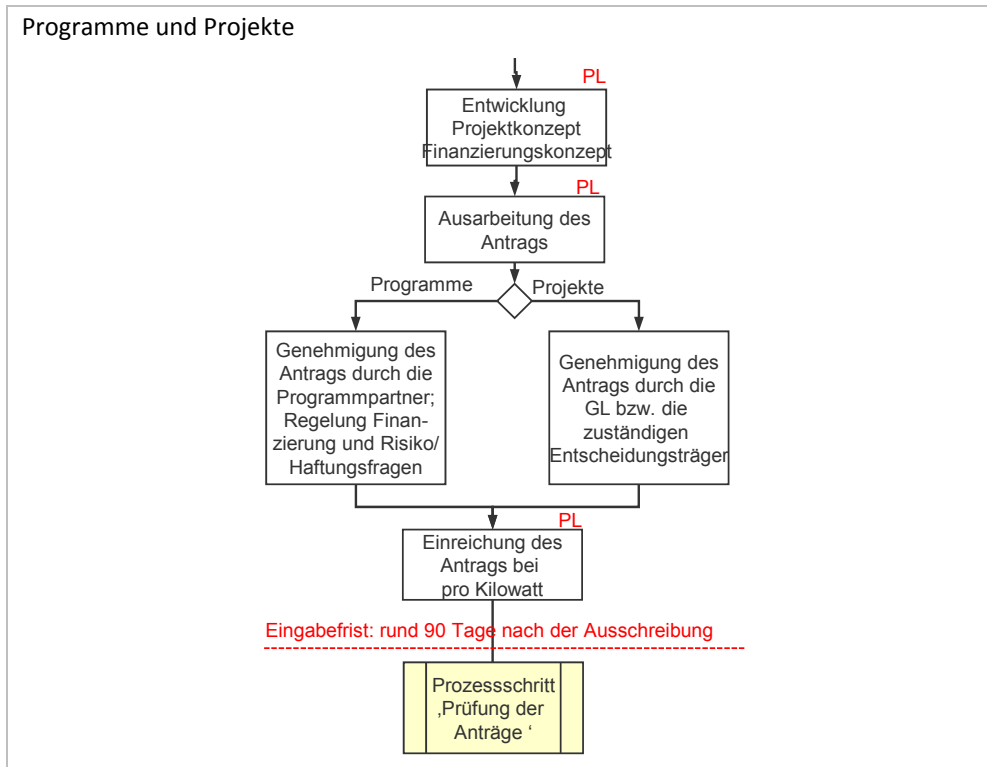 Programme und Projekte
PL
Entwicklung
Projektkonzept
Finanzierungskonzept
PL
Ausarbeitung des
Antrags
Programme
Projekte
Genehmigung des
Antrags durch die
Programmpartner;
Regelung Finan-
zierung und Risiko/
Haftungsfragen
Genehmigung des
Antrags durch die
GL bzw. die
zuständigen
Entscheidungsträger
PL
Einreichung des
Antrags bei
pro Kilowatt
Eingabefrist: rund 90 Tage nach der Ausschreibung
Prozessschritt
‚Prüfung der
Anträge ‘